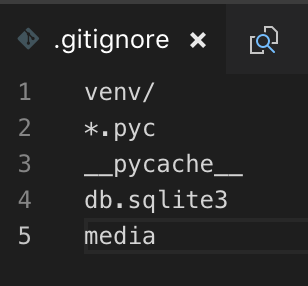 .gitignore
1 venv/
2 *.pyc
3 __pycache__
4 db.sqlite3
5 media